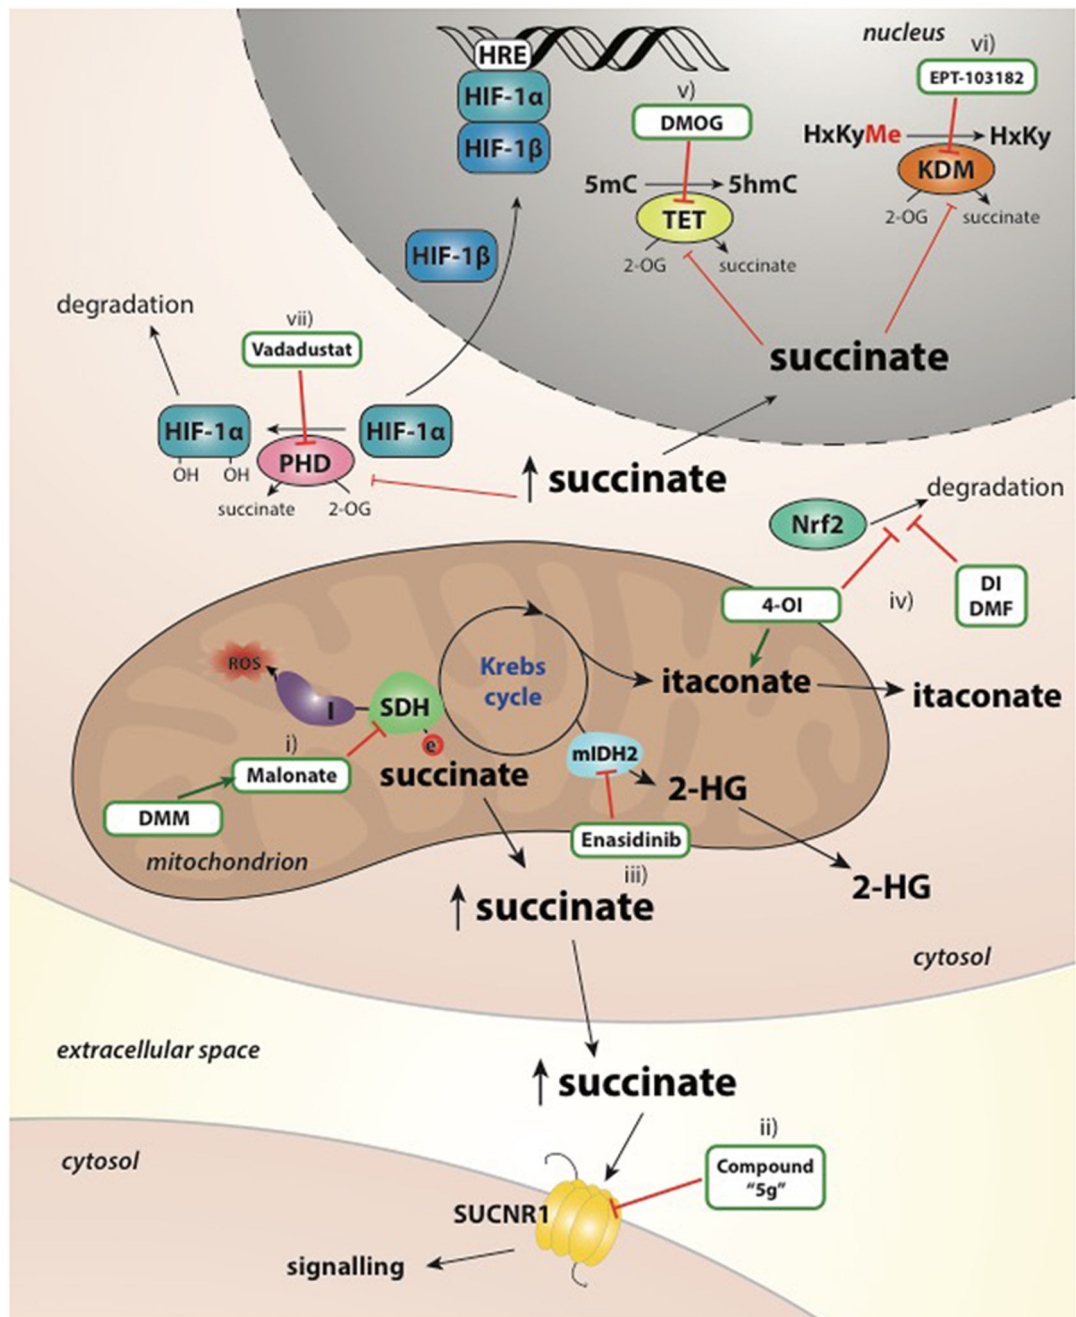 nucleus
vi)
EPT-103182
HRE
HIF-1α
HIF-1β
v)
DMOG
HxKyMe
HxKy
KDM
2-OG
succinate
5mC
5hmC
TET
2-OG
succinate
HIF-1β
succinate
degradation
vii)
Vadadustat
HIF-1α
OH
OH
PHD
HIF-1α
succinate
2-OG
↑ succinate
degradation
Nrf2
4-OI
iv)
DI
DMF
ROS
I
SDH
e
Krebs
cycle
itaconate
itaconate
i)
Malonate
DMM
succinate
mIDH2
2-HG
Enasidinib
iii)
mitochondrion
2-HG
↑ succinate
cytosol
extracellular space
↑ succinate
ii)
Compound
"5g"
cytosol
SUCNR1
signalling